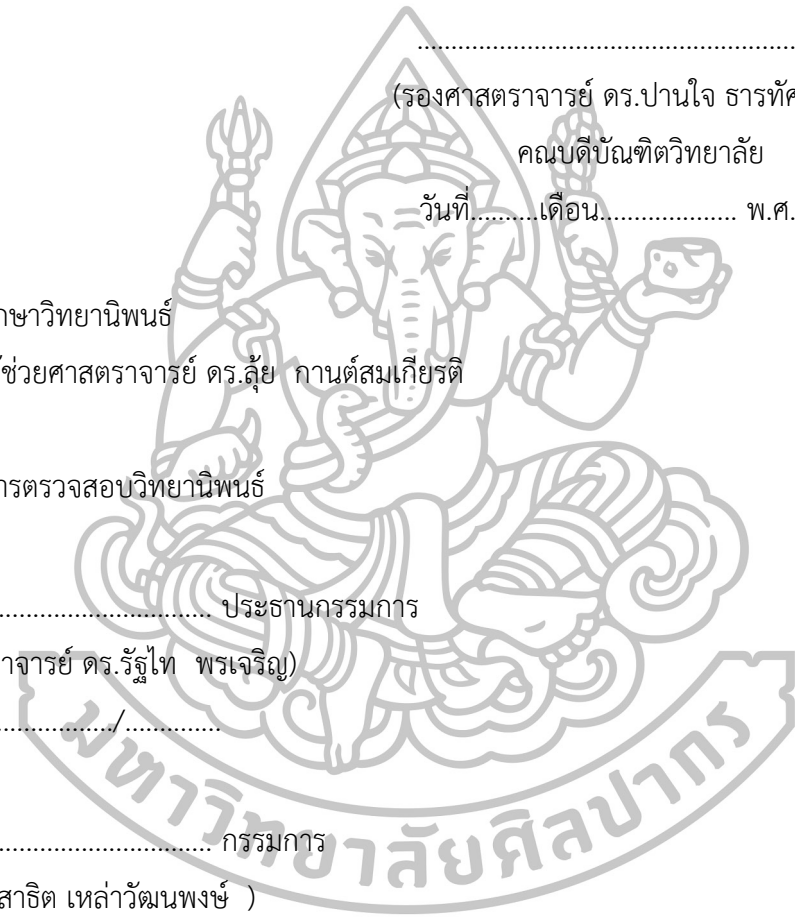 ......................................................
(รองศาสตราจารย์ ดร.ปานใจ ธารทัศ
คณบดีบัณฑิตวิทยาลัย
วันที่..........เดือน.................... พ.ศ.
กษาวิทยานิพนธ์
ช่วยศาสตราจารย์ ดร.ลุ้ย กานต์สมเกียรติ
ารตรวจสอบวิทยานิพนธ์
................................ ประธานกรรมการ
าจารย์ ดร.รัฐไท พรเจริญ)
................/..............
................................ กรรมการ
สาธิต เหล่าวัฒนพงษ์ )
มหาวิทยาลัยศิลปากร